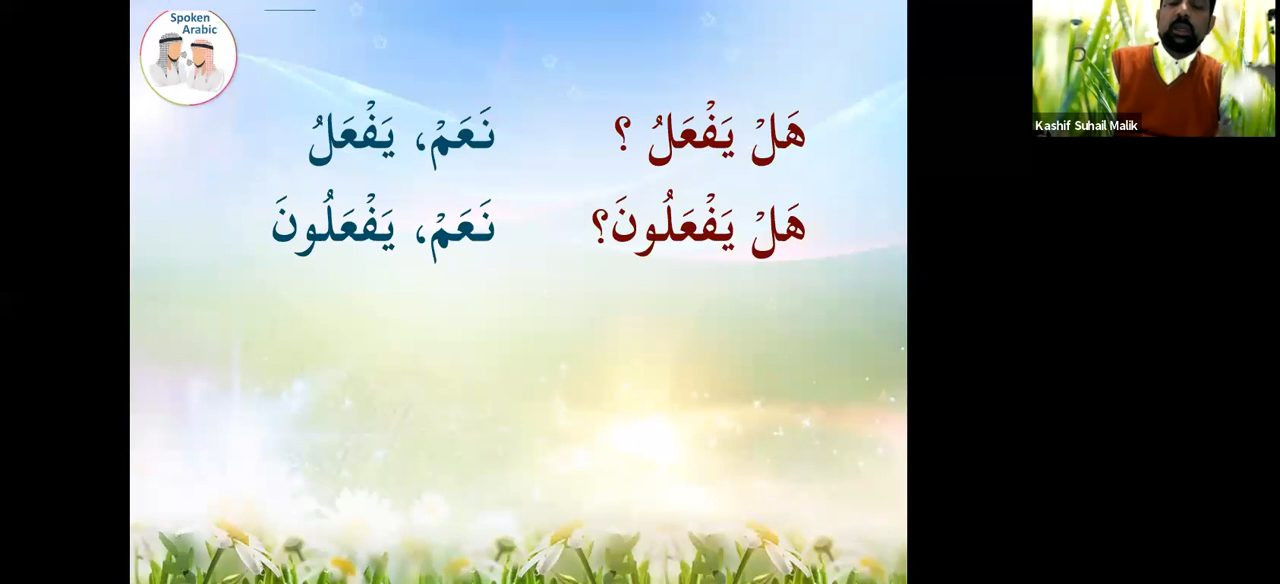 Spoken
Arabic
هَلْ يَفْعَلُ ؟ نَعَمْ، يَفْعَلُ
هَلْ يَفْعَلُونَ؟ نَعَمْ، يَفْعَلُونَ
Kashif Suhail Malik